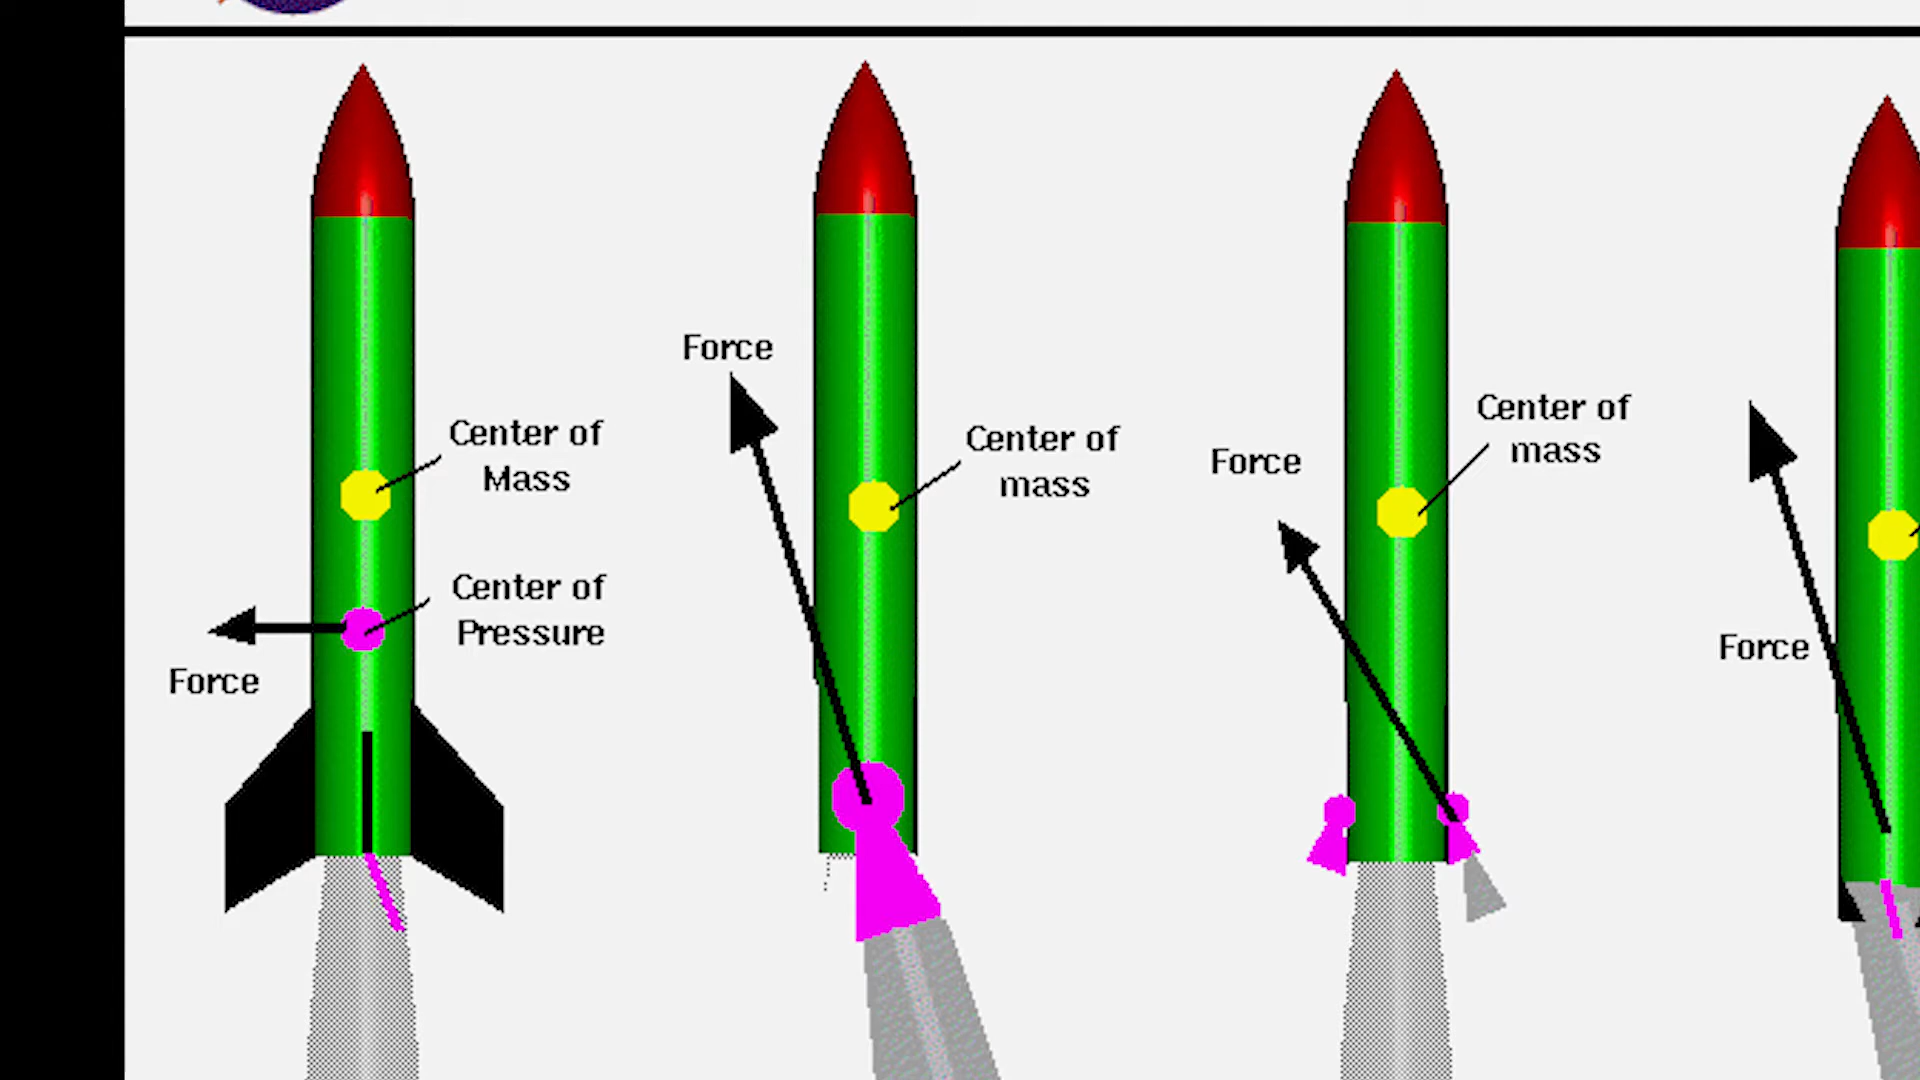 Force
Center of
mass
Center of
mass
Center of
Mass
Force
Center of
Pressure
Force
Force